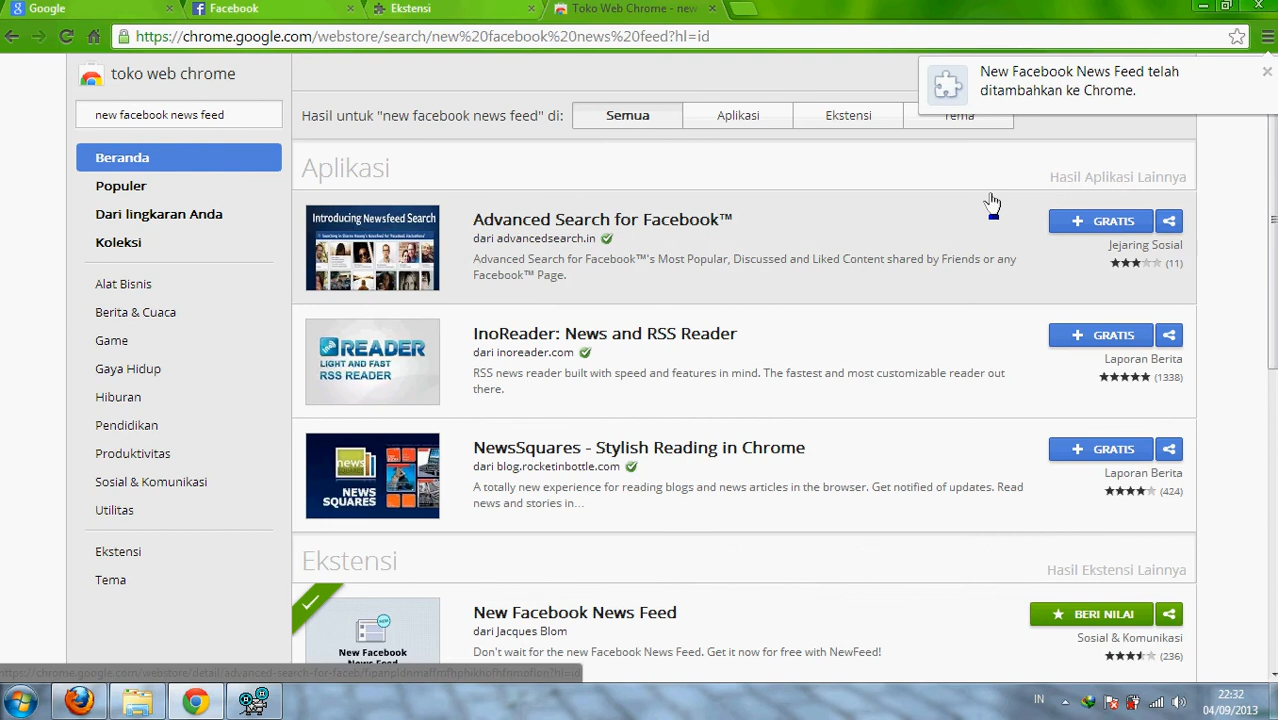 Google
Facebook
Ekstensi
Toko Web Chrome - new
https://chrome.google.com/webstore/search/new%20facebook%20news%20feed?hl=id
toko web chrome
new facebook news feed
Hasil untuk "new facebook news feed" di:
Semua
Aplikasi
Ekstensi
Tema
New Facebook News Feed telah
ditambahkan ke Chrome.
Beranda
Populer
Dari lingkaran Anda
Koleksi
Alat Bisnis
Berita & Cuaca
Game
Gaya Hidup
Hiburan
Pendidikan
Produktivitas
Sosial & Komunikasi
Utilitas
Ekstensi
Tema
Aplikasi
Hasil Aplikasi Lainnya
Introducing Newsfeed Search
Advanced Search for Facebook™
dari advancedsearch.in
Advanced Search for Facebook™'s Most Popular, Discussed and Liked Content shared by Friends or any
Facebook™ Page.
GRATIS
Jejaring Sosial
(11)
READER
LIGHT AND FAST
RSS READER
InoReader: News and RSS Reader
dari inoreader.com
RSS news reader built with speed and features in mind. The fastest and most customizable reader out
there.
GRATIS
Laporan Berita
(1338)
news
NEWS
SQUARES
NewsSquares - Stylish Reading in Chrome
dari blog.rocketinbottle.com
A totally new experience for reading blogs and news articles in the browser. Get notified of updates. Read
news and stories in...
GRATIS
Laporan Berita
(424)
Ekstensi
Hasil Ekstensi Lainnya
New Facebook
News Feed
New Facebook News Feed
dari Jacques Blom
Don't wait for the new Facebook News Feed. Get it now for free with NewFeed!
BERI NILAI
Sosial & Komunikasi
(236)
IN
22:32
04/09/2013